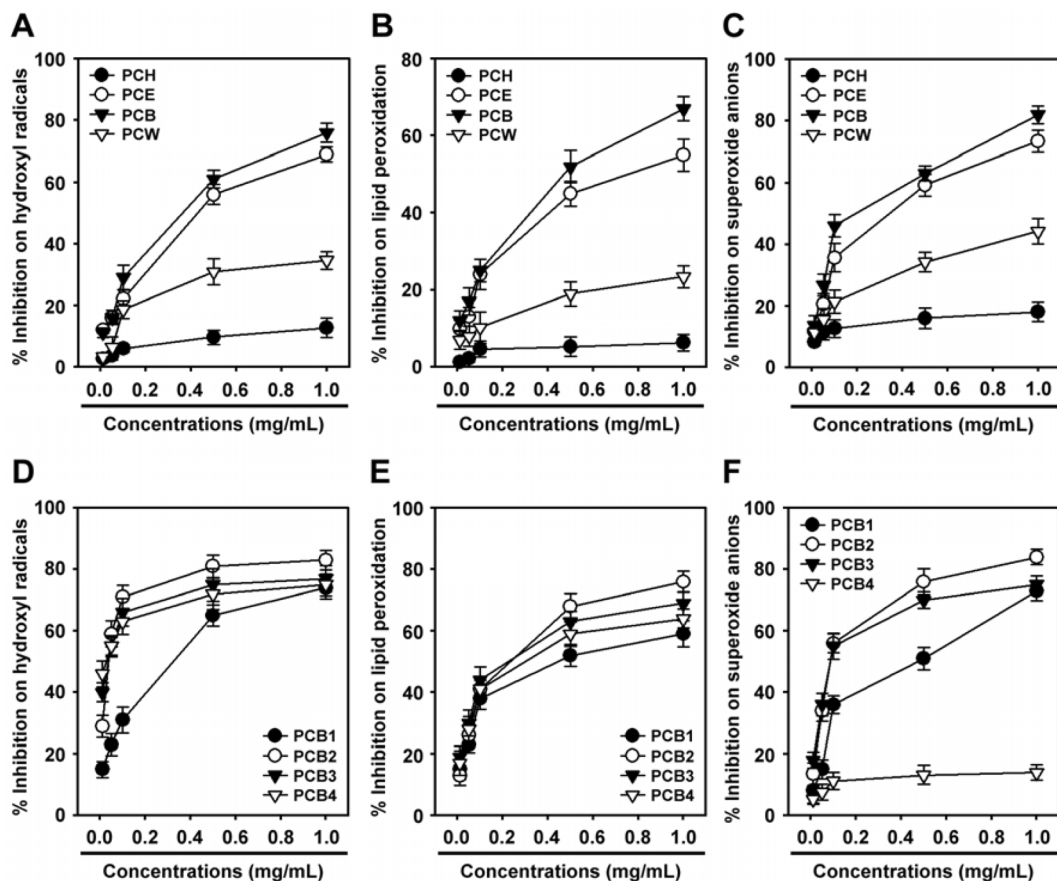 A
% Inhibition on hydroxyl radicals
100
80
60
40
20
0
PCH
PCE
PCB
PCW
0.0 0.2 0.4 0.6 0.8 1.0
Concentrations (mg/mL)
B
% Inhibition on lipid peroxidation
80
60
40
20
0
PCH
PCE
PCB
PCW
0.0 0.2 0.4 0.6 0.8 1.0
Concentrations (mg/mL)
C
% Inhibition on superoxide anions
100
80
60
40
20
0
PCH
PCE
PCB
PCW
0.0 0.2 0.4 0.6 0.8 1.0
Concentrations (mg/mL)
D
% Inhibition on hydroxyl radicals
100
80
60
40
20
0
PCB1
PCB2
PCB3
PCB4
0.0 0.2 0.4 0.6 0.8 1.0
Concentrations (mg/mL)
E
% Inhibition on lipid peroxidation
100
80
60
40
20
0
PCB1
PCB2
PCB3
PCB4
0.0 0.2 0.4 0.6 0.8 1.0
Concentrations (mg/mL)
F
% Inhibition on superoxide anions
100
80
60
40
20
0
PCB1
PCB2
PCB3
PCB4
0.0 0.2 0.4 0.6 0.8 1.0
Concentrations (mg/mL)